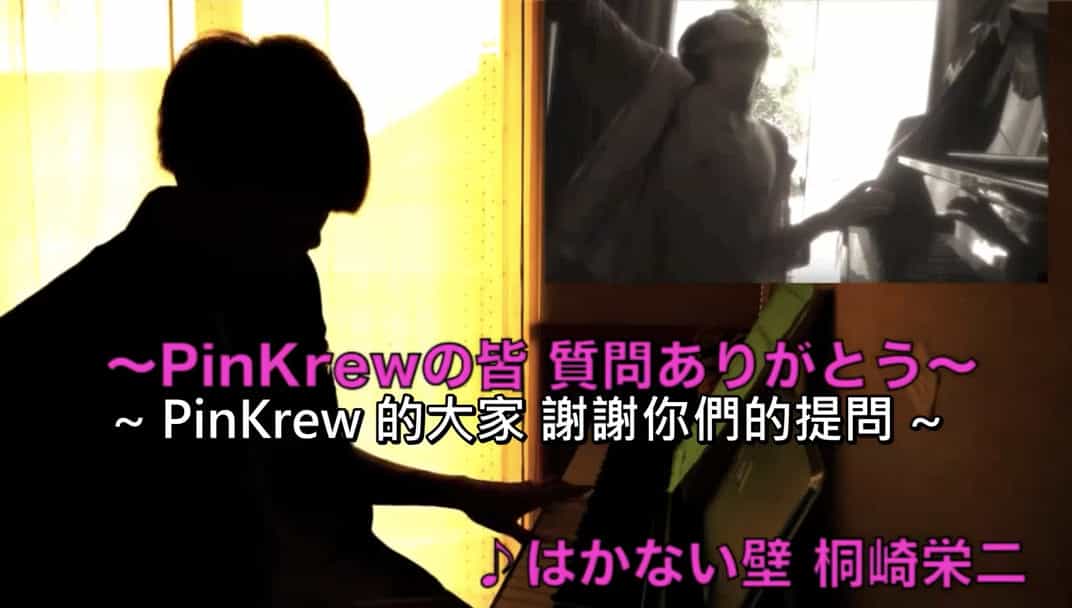 ～PinKrewの皆 質問ありがとう～
~ PinKrew 的大家 謝謝你們的提問 ~
♪はかない壁 桐崎栄二